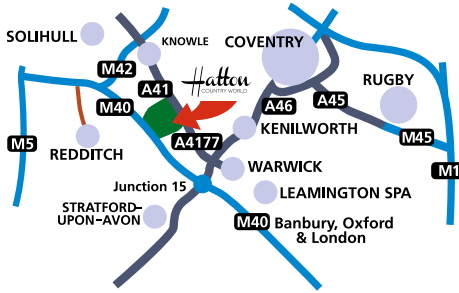 SOLIHULL
KNOWLE
COVENTRY
M42
Hatton
COUNTRY WORLD
A41
RUGBY
M40
A46
A45
KENILWORTH
M5
REDDITCH
A4177
M45
WARWICK
M1
Junction 15
LEAMINGTON SPA
STRATFORD-
UPON-AVON
M40 Banbury, Oxford
& London